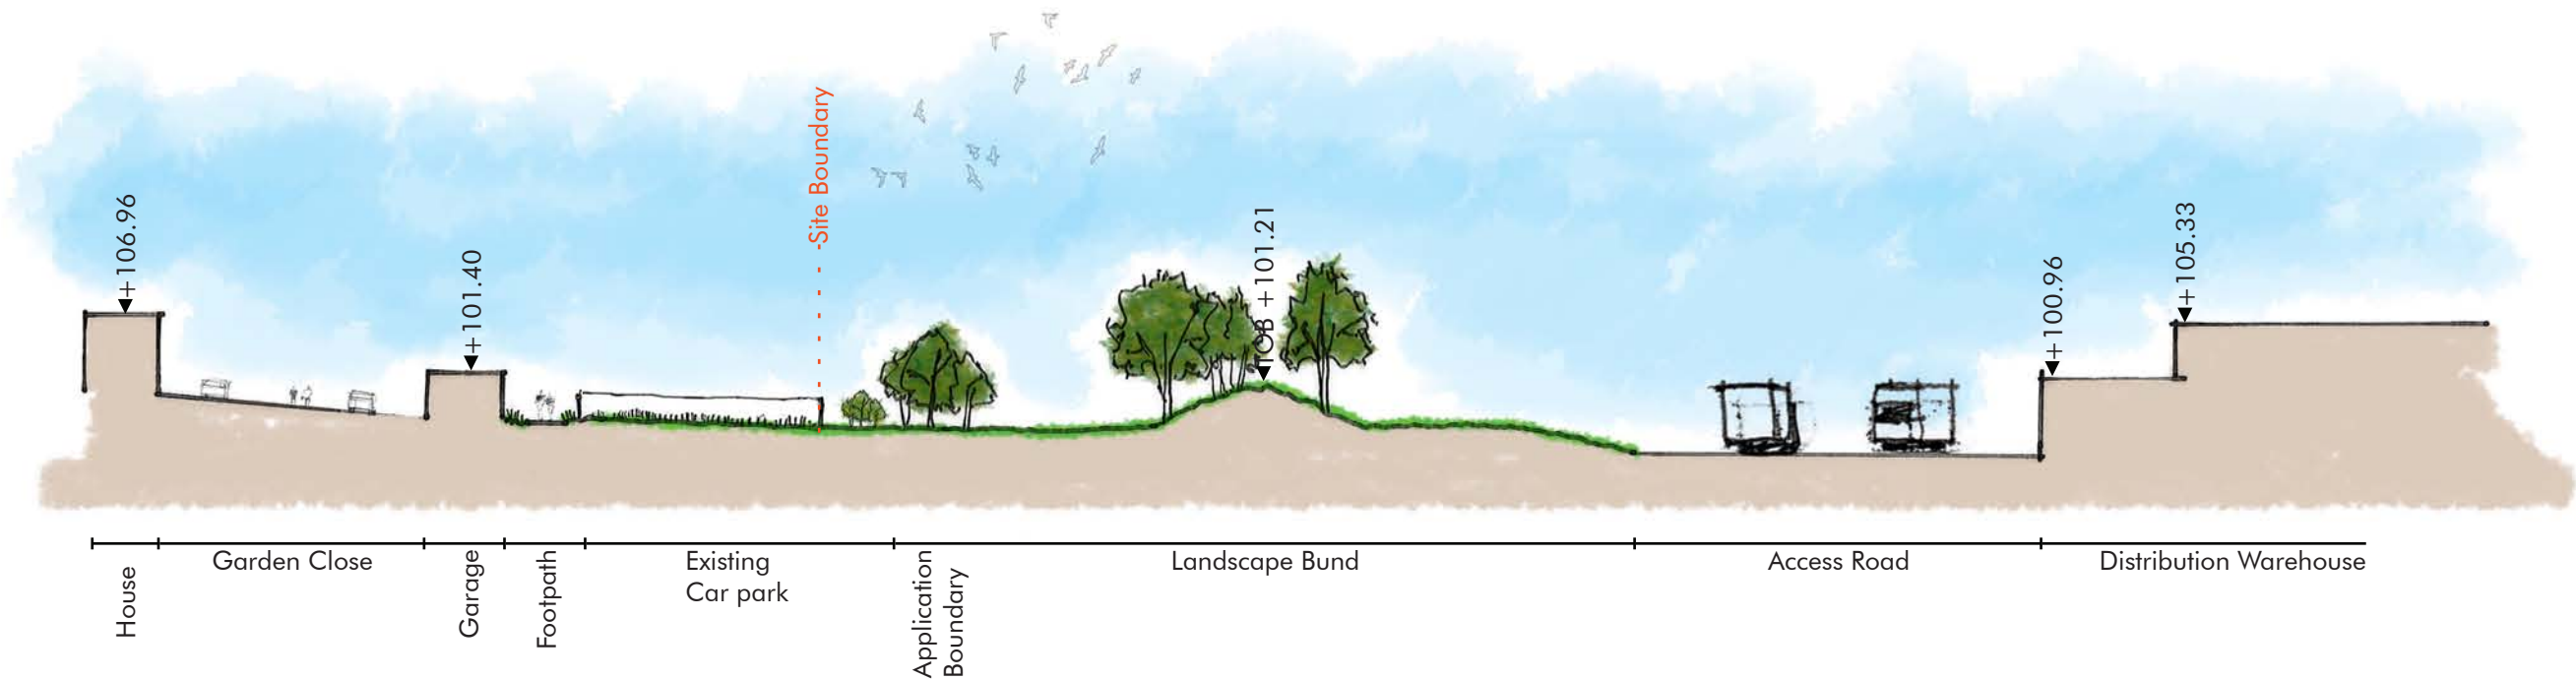 +106.96
+101.40
Site Boundary
TOB +101.21
+100.96
+105.33
House
Garden Close
Garage
Footpath
Existing
Car park
Application
Boundary
Landscape Bund
Access Road
Distribution Warehouse